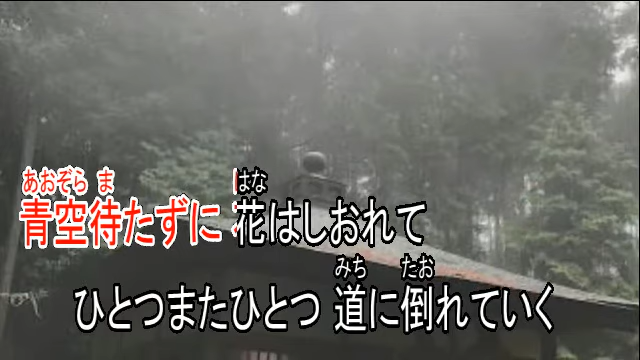 あおぞら ま はな
青空待たずに 花はしおれて
みち たお
ひとつまたひとつ 道に倒れていく